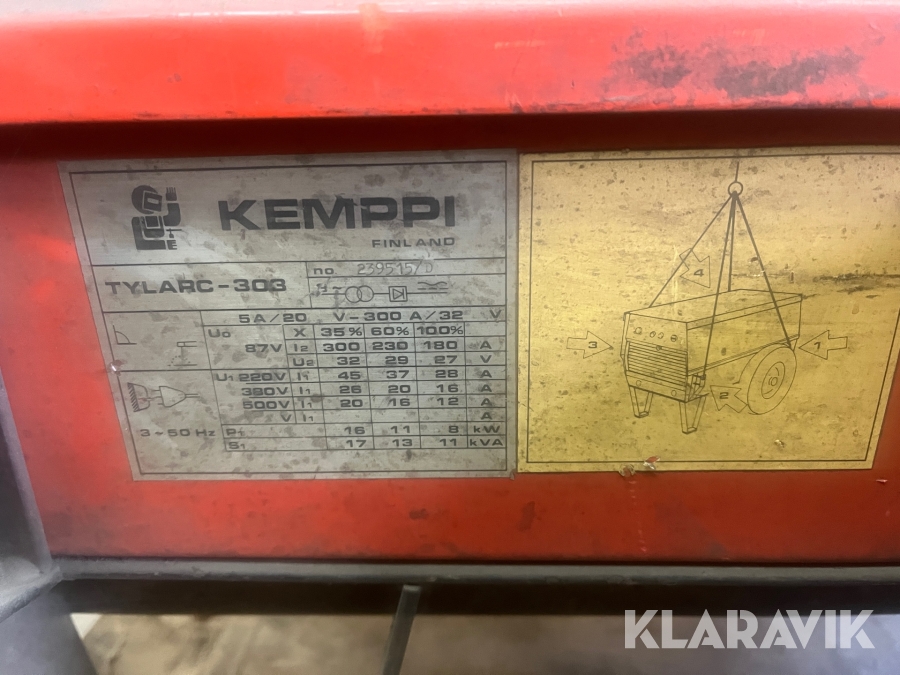 KEMPPI
FINLAND
TYLARC-303
no 239515/D
5A/20 V-300 A/32 V
U₀ X 35% 60% 100%
87V I₂ 300 230 180 A
U₂ 32 29 27 V
U₁ 220V I₁ 45 37 28 A
380V I₁ 26 20 16 A
500V I₁ 20 16 12 A
V I₁ A
3~50 Hz P₁ 16 11 8 kW
S₁ 17 13 11 kVA
4
3
1
2
KLARAVIK